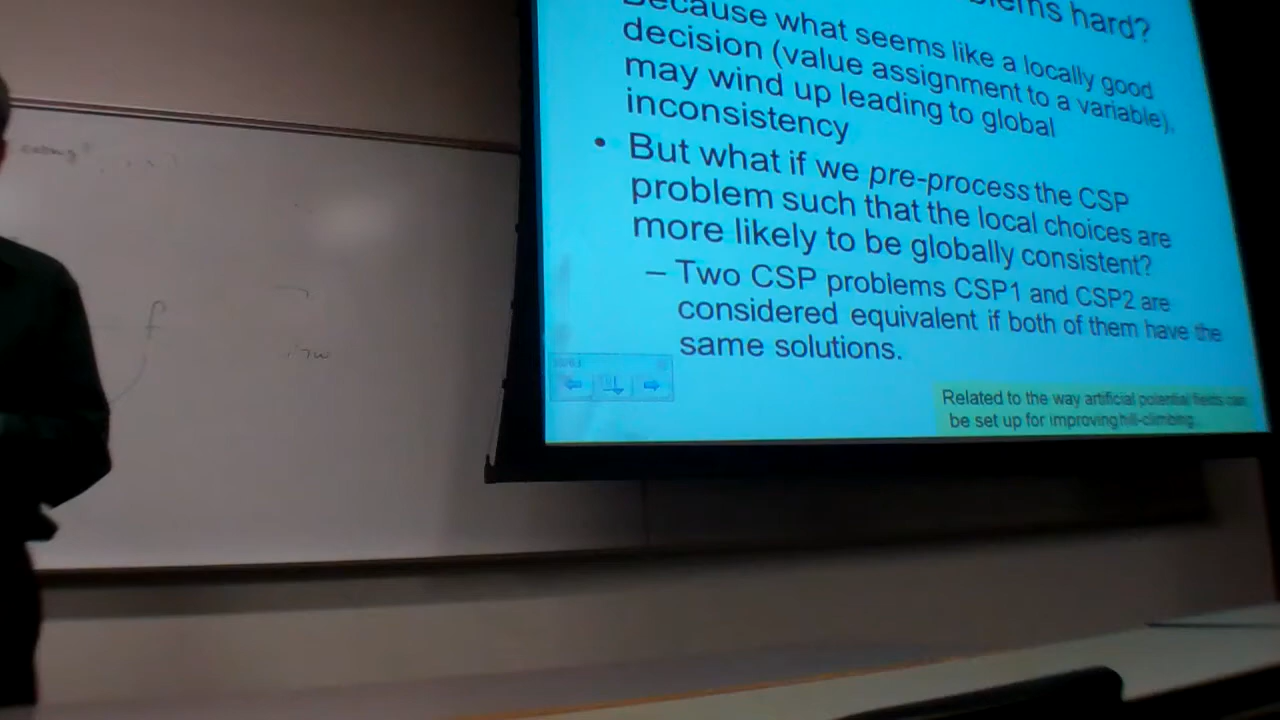 hard?
Because what seems like a locally good
decision (value assignment to a variable),
may wind up leading to global
inconsistency
• But what if we pre-process the CSP
problem such that the local choices are
more likely to be globally consistent?
– Two CSP problems CSP1 and CSP2 are
considered equivalent if both of them have the
same solutions.
Related to the way artificial potential fields can
be set up for improving hill-climbing